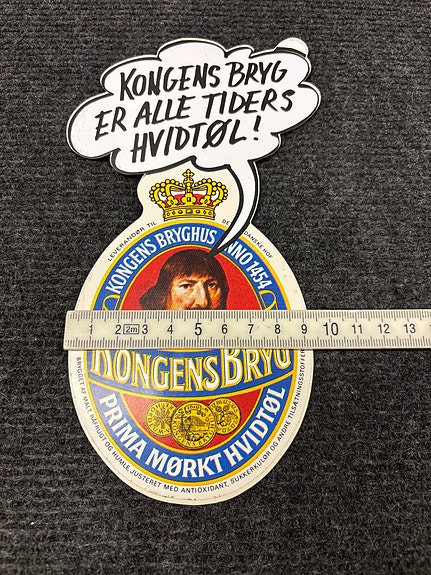 KONGENS BRYG
ER ALLE TIDERS
HVIDTØL!
LEVERANDØR TIL DE DANSKE HOF
KONGENS BRYGHUS ANNO 1454
1 2 2m 3 4 5 6 7 8 9 10 11 12 13
KONGENS BRYG
PRIMA MØRKT HVIDTØL
BRYGGET AF MALT, RÅFRUGT OG HUMLE, JUSTERET MED ANTIOXIDANT, SUKKERKULØR OG ANDRE TILSÆTNINGSSTOFFER